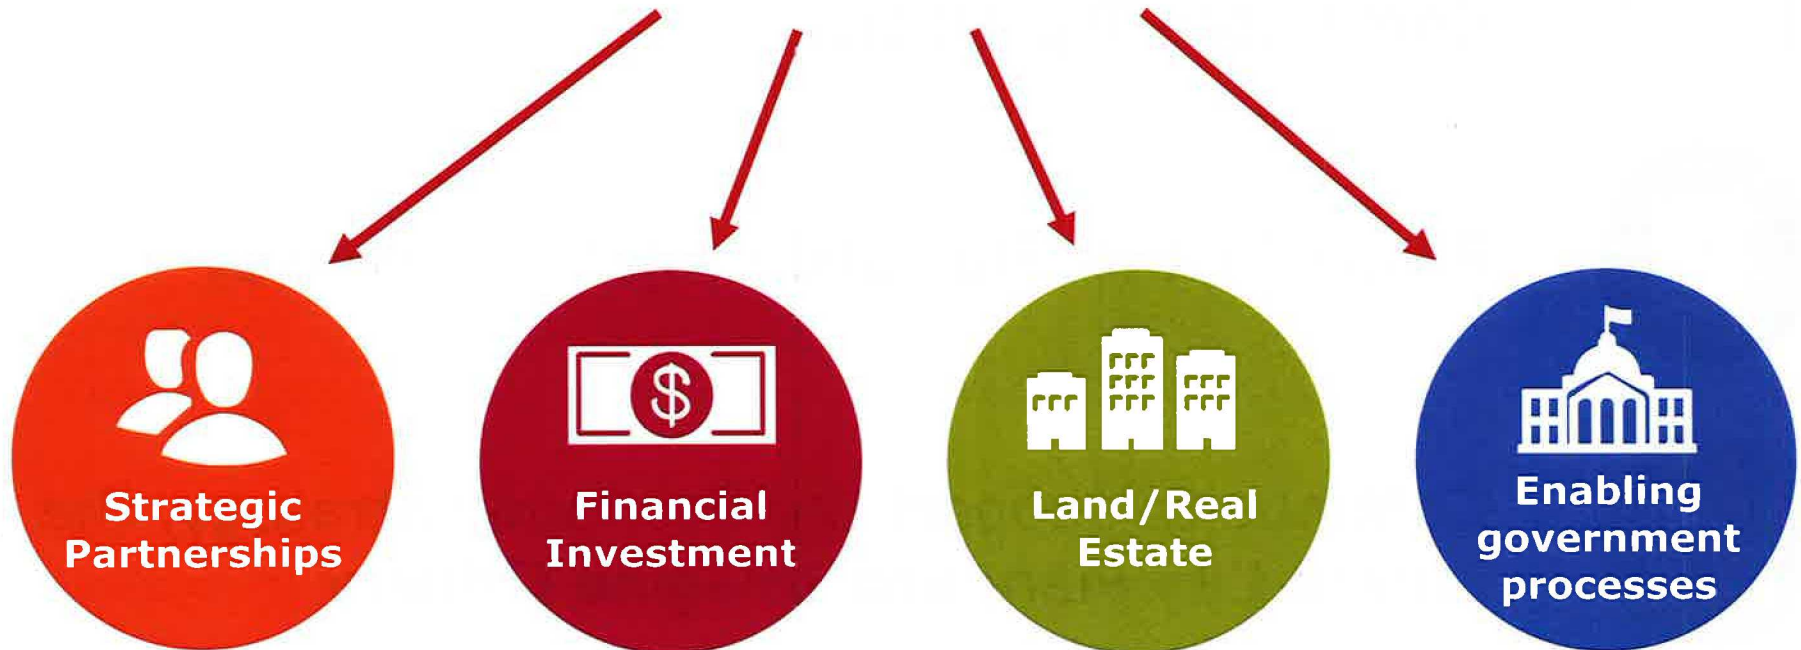 Strategic
Partnerships
$
Financial
Investment
Land/Real
Estate
Enabling
government
processes